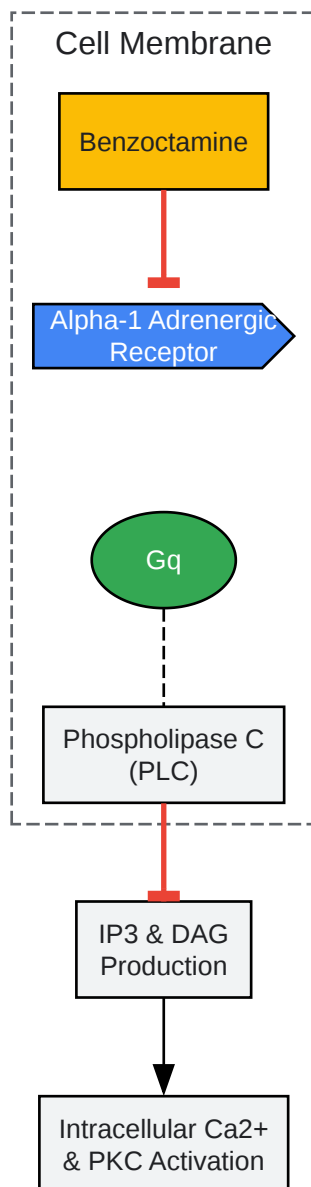 Cell Membrane
Benzoctamine
Alpha-1 Adrenergic
Receptor
Gq
Phospholipase C
(PLC)
IP3 & DAG
Production
Intracellular Ca2+
& PKC Activation